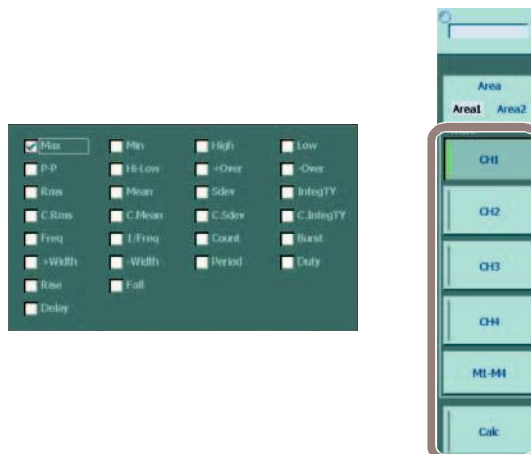 Max Min High Low
P-P Hi-Low +Over -Over
Rms Mean Sdev IntegTY
C.Rms C.Mean C.Sdev C.IntegTY
Freq 1/Freq Count Burst
+Width -Width Period Duty
Rise Fall
Delay
Area
Area1 Area2
CH1
CH2
CH3
CH4
M1-M4
Calc